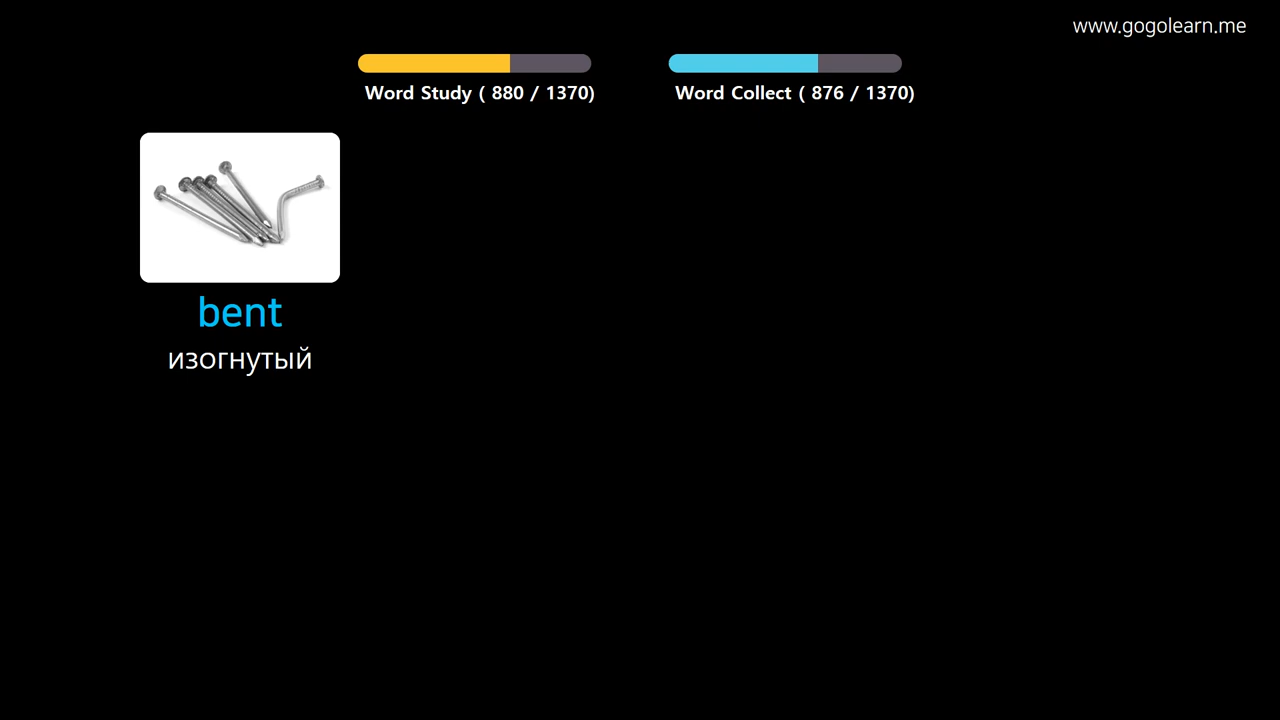 www.gogolearn.me
Word Study ( 880 / 1370)
Word Collect ( 876 / 1370)
bent
изогнутый